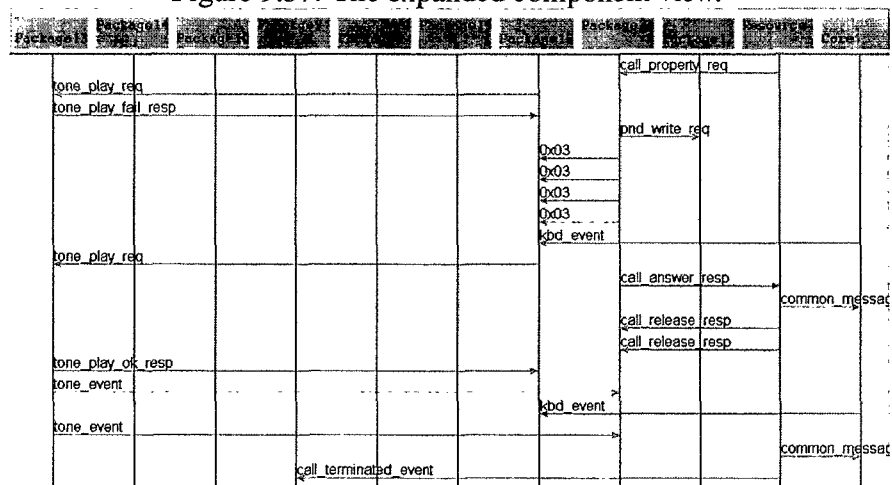 Figure 9.37: The expanded component view.
call_property_req
tone_play_req
tone_play_fail_resp
pnd_write_req
0x03
0x03
0x03
0x03
kbd_event
tone_play_req
call_answer_resp
common_messag
call_release_resp
call_release_resp
tone_play_ok_resp
tone_event
kbd_event
tone_event
common_messag
call_terminated_event